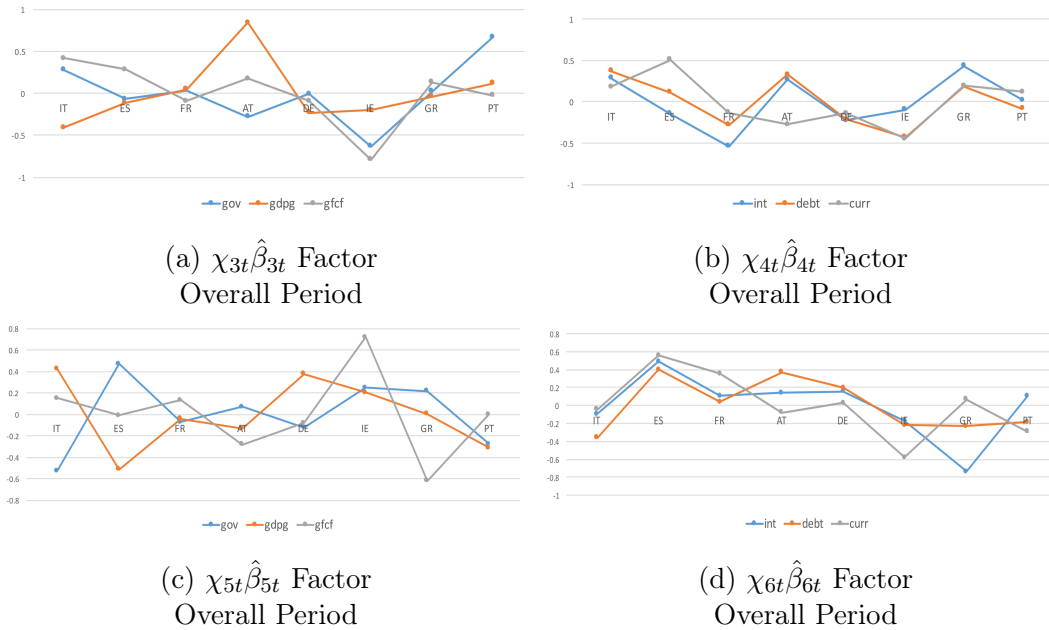 1
0.5
0
-0.5
-1
IT ES FR AT DE IE GR PT
gov gdpg gfcf
(a) χ₃ₜβ̂₃ₜ Factor
Overall Period
1
0.5
0
-0.5
-1
IT ES FR AT DE IE GR PT
int debt curr
(b) χ₄ₜβ̂₄ₜ Factor
Overall Period
0.8
0.6
0.4
0.2
0
-0.2
-0.4
-0.6
-0.8
IT ES FR AT DE IE GR PT
gov gdpg gfcf
(c) χ₅ₜβ̂₅ₜ Factor
Overall Period
0.8
0.6
0.4
0.2
0
-0.2
-0.4
-0.6
-0.8
-1
IT ES FR AT DE IE GR PT
int debt curr
(d) χ₆ₜβ̂₆ₜ Factor
Overall Period